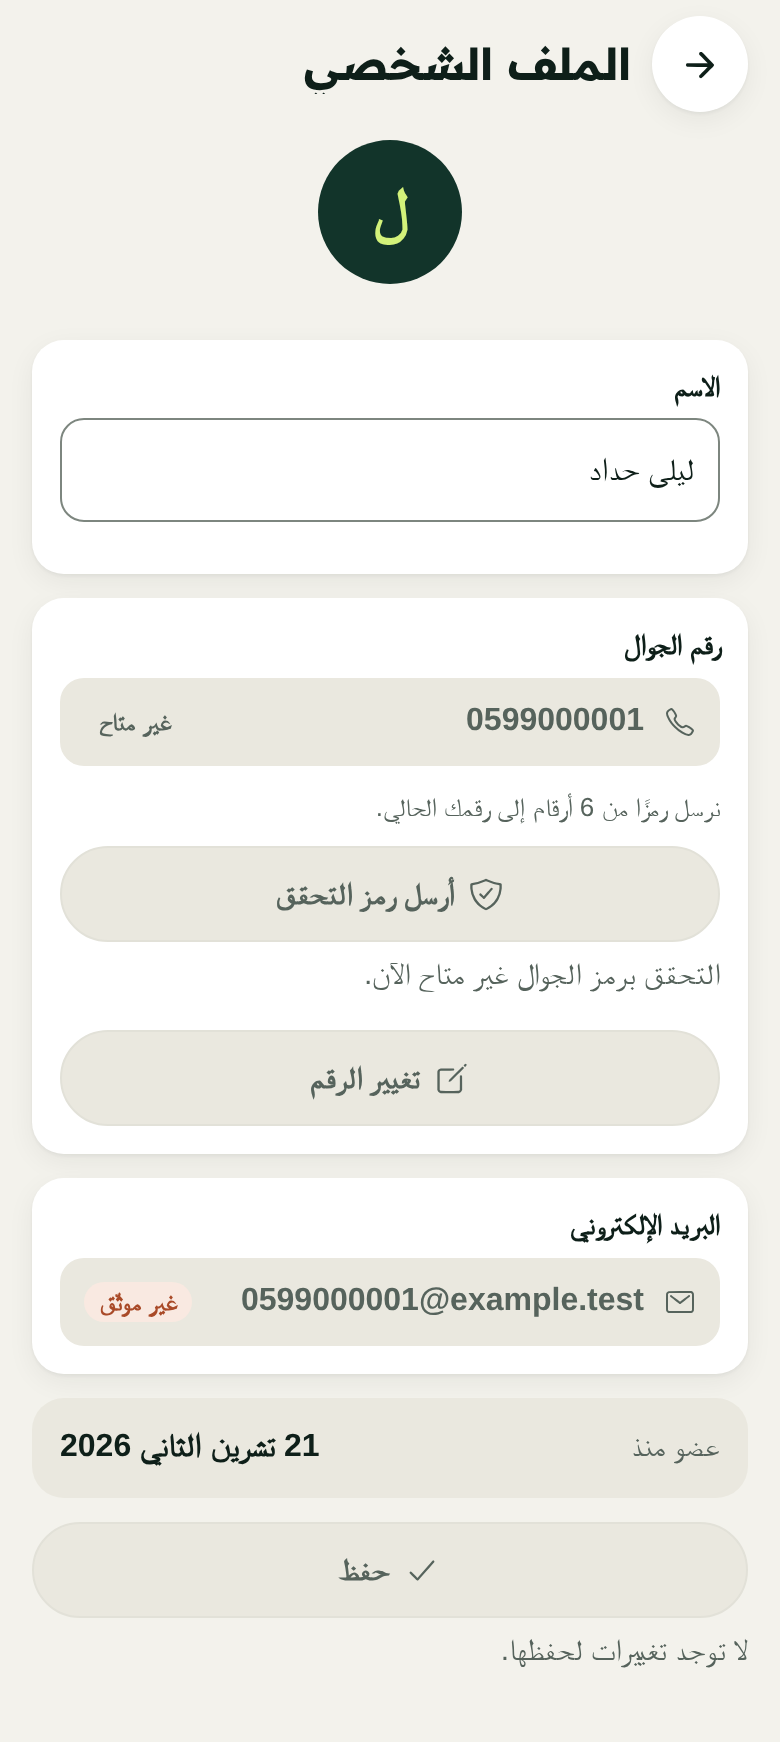 الملف الشخصي
ل
الاسم
ليلى حداد
رقم الجوال
0599000001 غير متاح
نرسل رمزًا من 6 أرقام إلى رقمك الحالي.
أرسل رمز التحقق
التحقق برمز الجوال غير متاح الآن.
تغيير الرقم
البريد الإلكتروني
0599000001@example.test غير موثق
عضو منذ 21 تشرين الثاني 2026
حفظ
لا توجد تغييرات لحفظها.